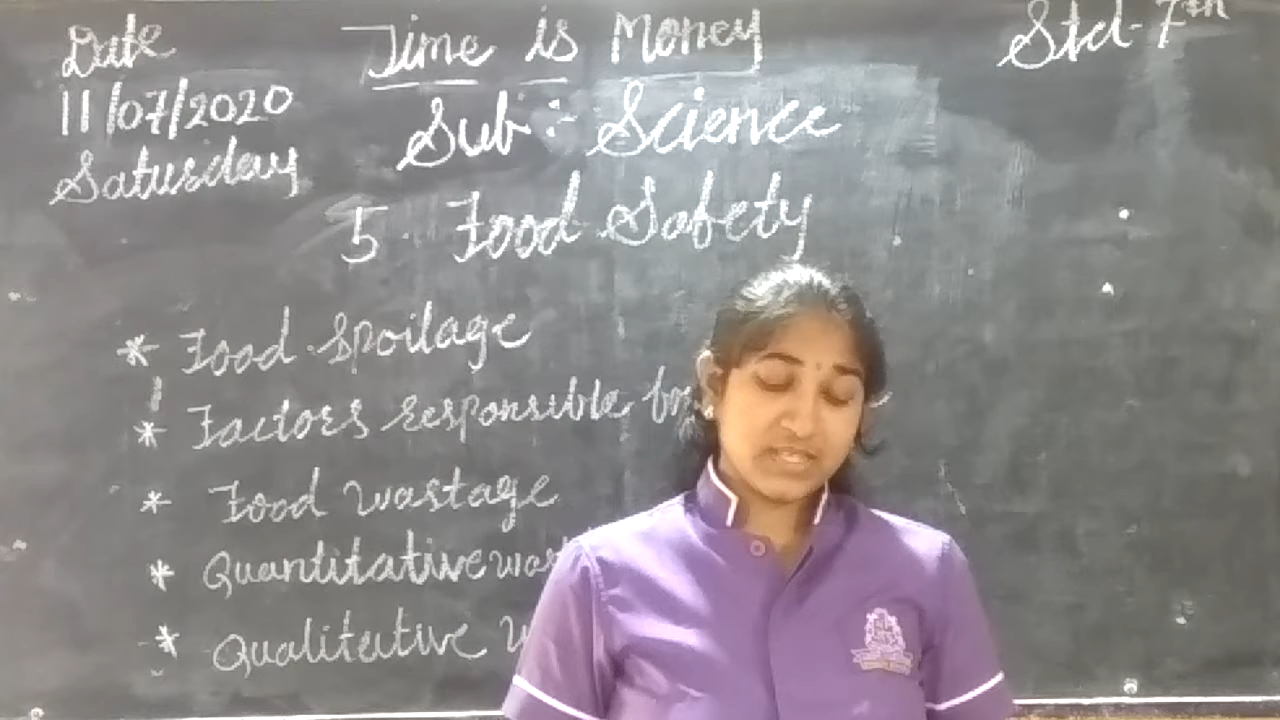 Date
11/07/2020
Saturday
Time is Money
Std-7th
Sub:- Science
5. Food Safety
* Food Spoilage
* Factors responsible for
* Food wastage
* Quantitative
* Qualitative